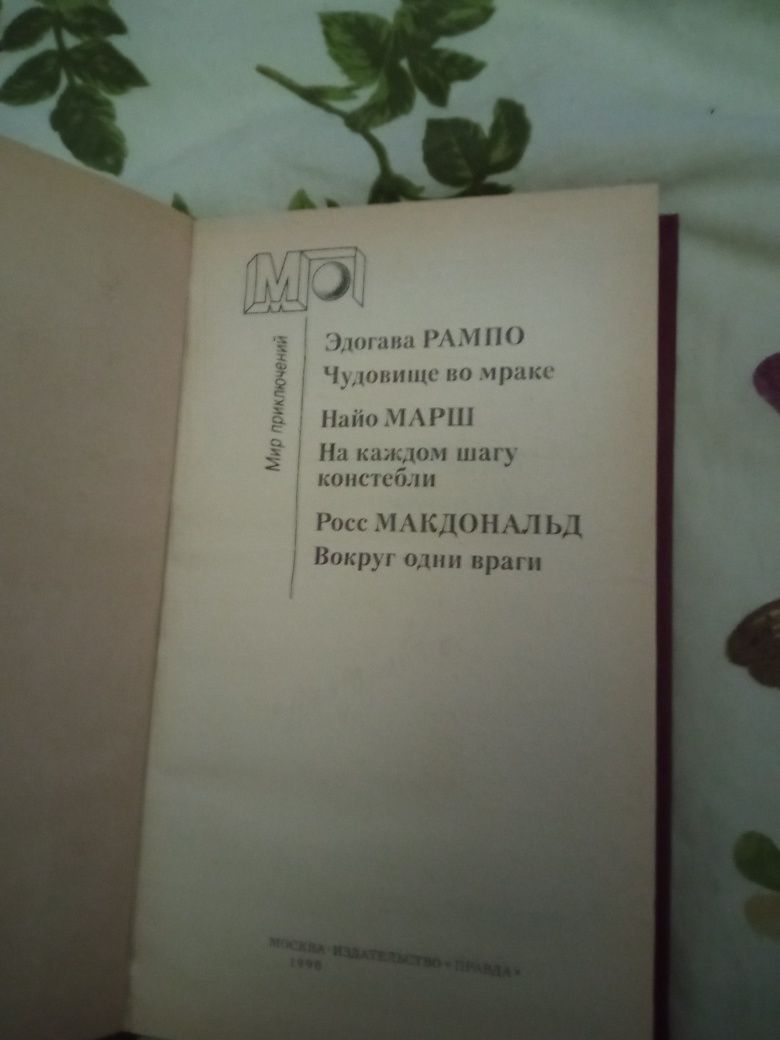 МП
Мир приключений
Эдогава РАМПО
Чудовище во мраке
Найо МАРШ
На каждом шагу
констебли
Росс МАКДОНАЛЬД
Вокруг одни враги
МОСКВА·ИЗДАТЕЛЬСТВО «ПРАВДА»
1990